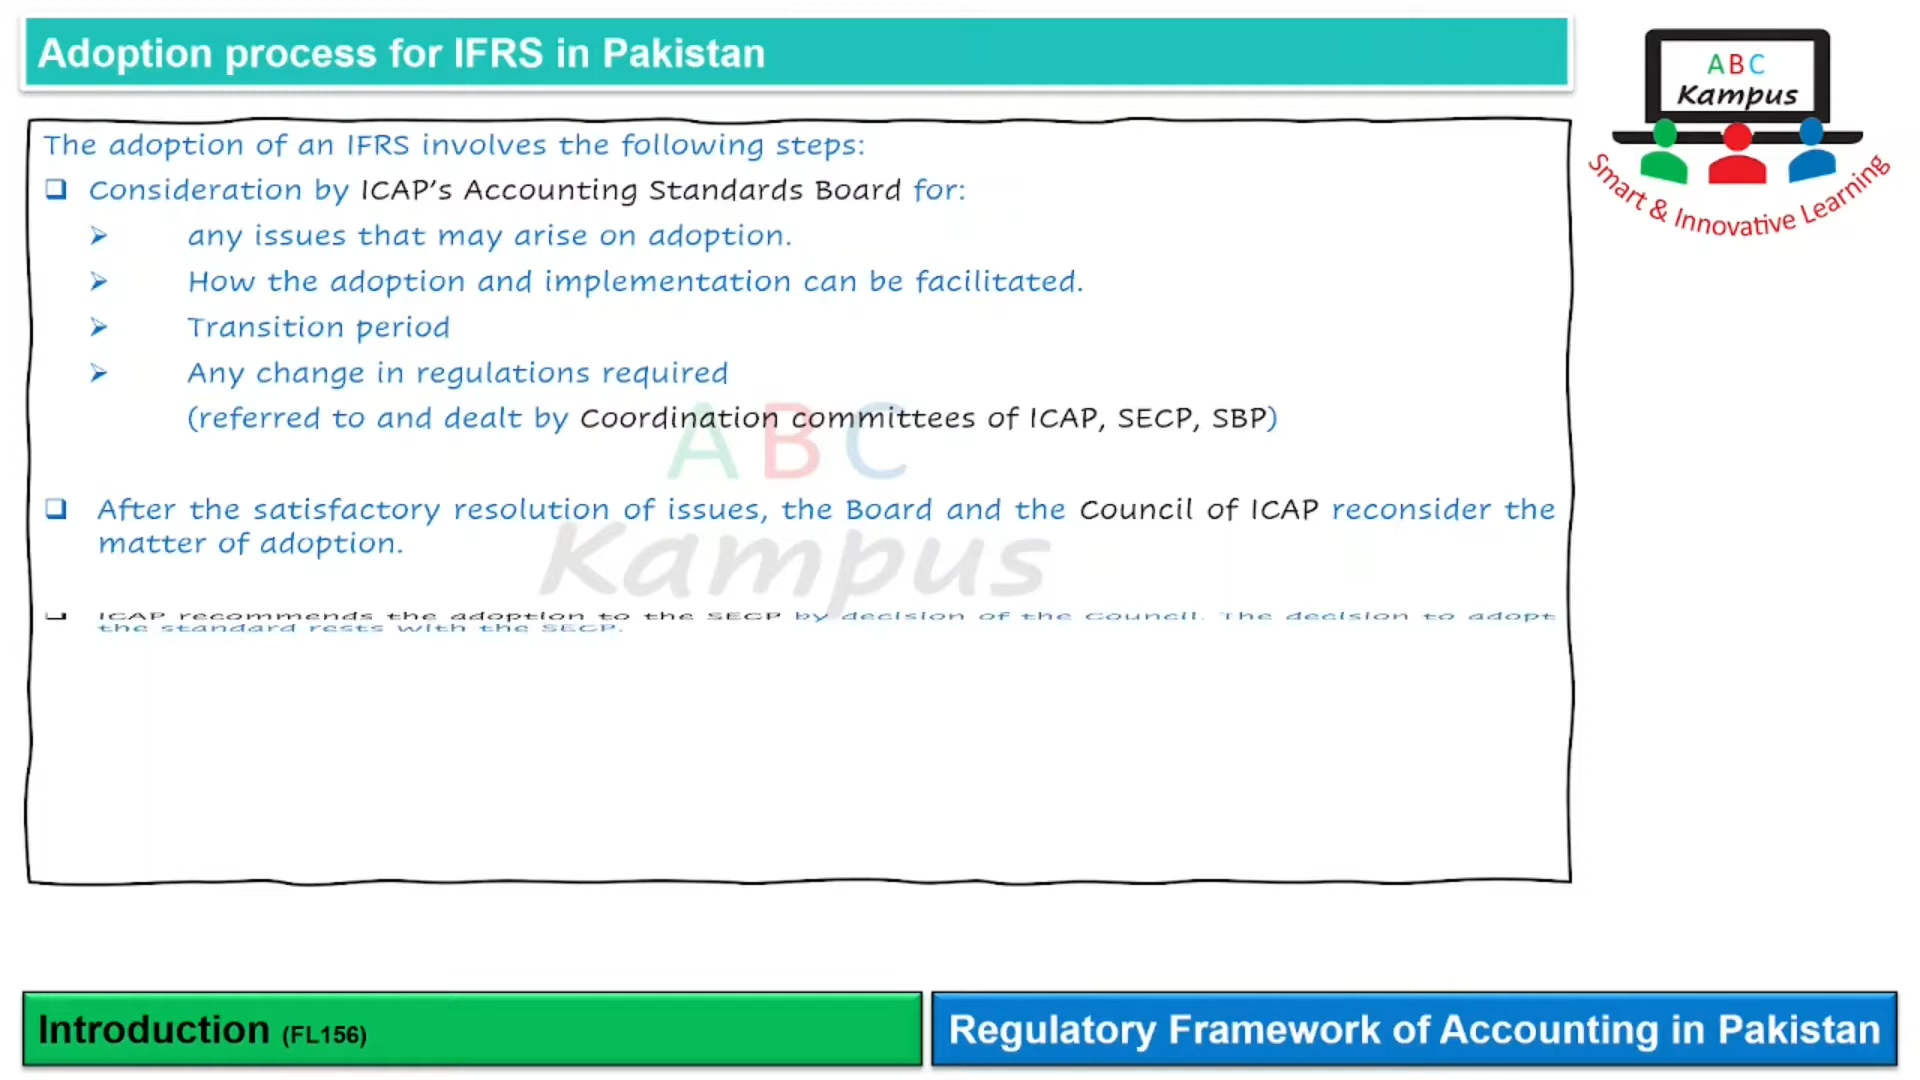 Adoption process for IFRS in Pakistan
ABC
Kampus
Smart & Innovative Learning
The adoption of an IFRS involves the following steps:
❑ Consideration by ICAP's Accounting Standards Board for:
➢ any issues that may arise on adoption.
➢ How the adoption and implementation can be facilitated.
➢ Transition period
➢ Any change in regulations required
(referred to and dealt by Coordination committees of ICAP, SECP, SBP)
ABC
Kampus
❑ After the satisfactory resolution of issues, the Board and the Council of ICAP reconsider the
matter of adoption.
❑ ICAP recommends the adoption to the SECP by decision of the Council. The decision to adopt
the standard rests with the SECP.
Introduction (FL156)
Regulatory Framework of Accounting in Pakistan